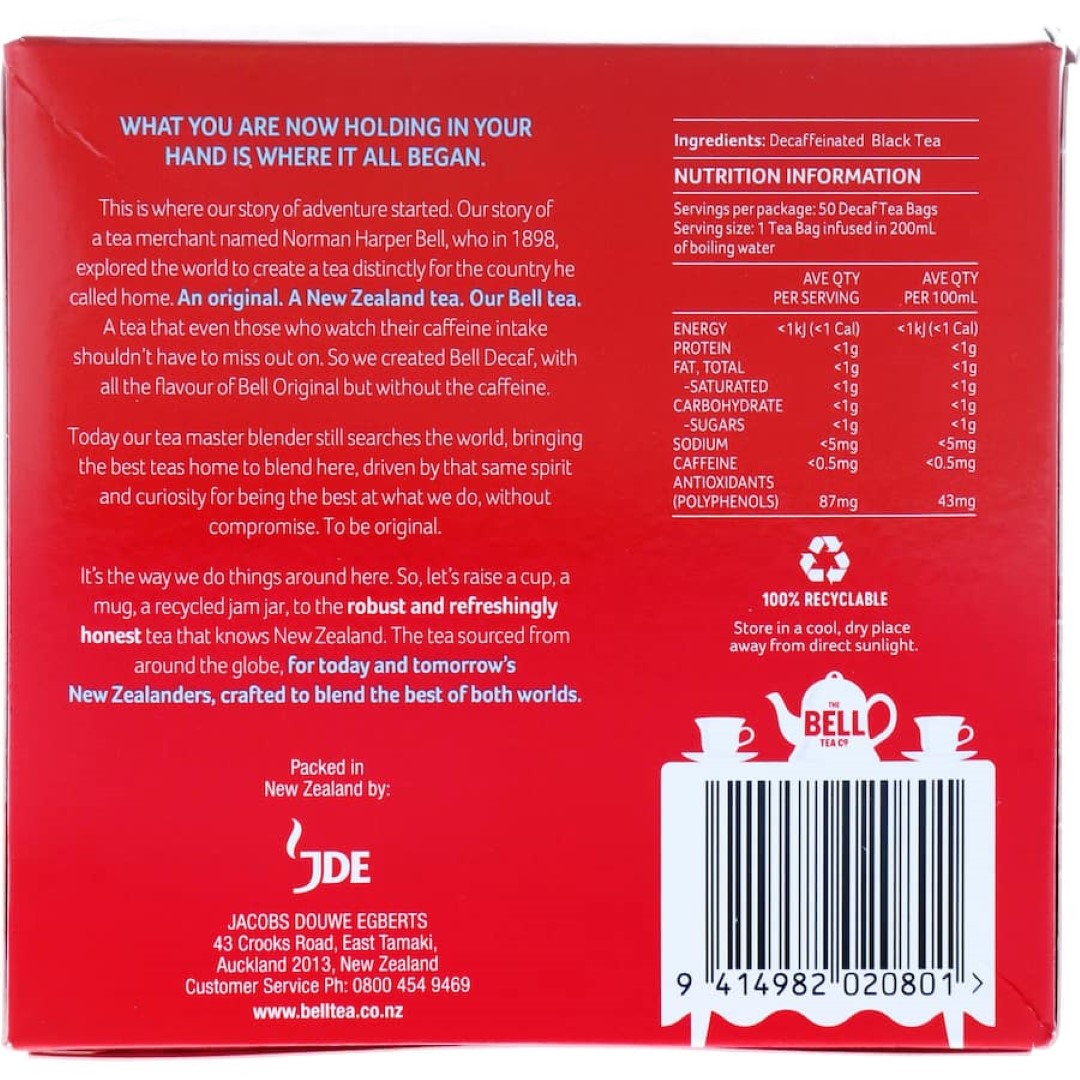 WHAT YOU ARE NOW HOLDING IN YOUR
HAND IS WHERE IT ALL BEGAN.
This is where our story of adventure started. Our story of
a tea merchant named Norman Harper Bell, who in 1898,
explored the world to create a tea distinctly for the country he
called home. An original. A New Zealand tea. Our Bell tea.
A tea that even those who watch their caffeine intake
shouldn't have to miss out on. So we created Bell Decaf, with
all the flavour of Bell Original but without the caffeine.
Today our tea master blender still searches the world, bringing
the best teas home to blend here, driven by that same spirit
and curiosity for being the best at what we do, without
compromise. To be original.
It's the way we do things around here. So, let's raise a cup, a
mug, a recycled jam jar, to the robust and refreshingly
honest tea that knows New Zealand. The tea sourced from
around the globe, for today and tomorrow's
New Zealanders, crafted to blend the best of both worlds.
Packed in
New Zealand by:
JDE
JACOBS DOUWE EGBERTS
43 Crooks Road, East Tamaki,
Auckland 2013, New Zealand
Customer Service Ph: 0800 454 9469
www.belltea.co.nz
Ingredients: Decaffeinated Black Tea
NUTRITION INFORMATION
Servings per package: 50 Decaf Tea Bags
Serving size: 1 Tea Bag infused in 200mL
of boiling water
AVE QTY AVE QTY
PER SERVING PER 100mL
ENERGY <1kJ (<1 Cal) <1kJ (<1 Cal)
PROTEIN <1g <1g
FAT, TOTAL <1g <1g
-SATURATED <1g <1g
CARBOHYDRATE <1g <1g
-SUGARS <1g <1g
SODIUM <5mg <5mg
CAFFEINE <0.5mg <0.5mg
ANTIOXIDANTS
(POLYPHENOLS) 87mg 43mg
100% RECYCLABLE
Store in a cool, dry place
away from direct sunlight.
THE
BELL
TEA CO
9 414982 020801 >